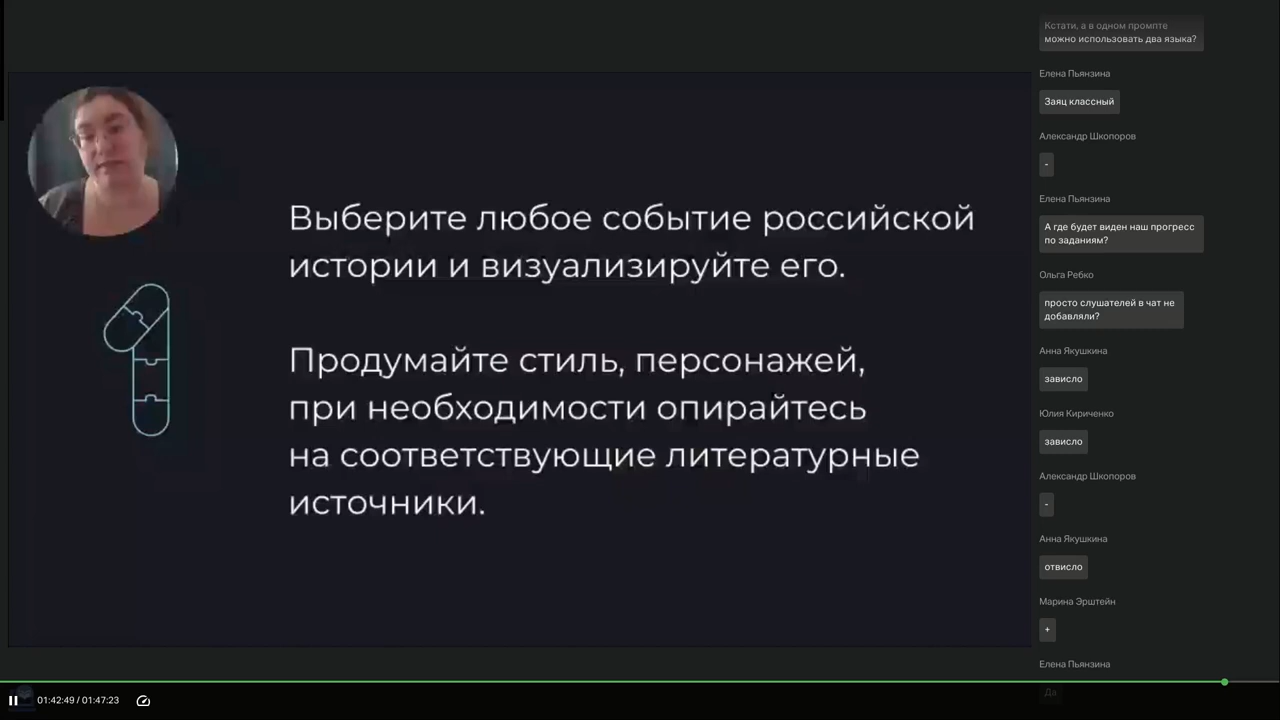 Выберите любое событие российской
истории и визуализируйте его.
Продумайте стиль, персонажей,
при необходимости опирайтесь
на соответствующие литературные
источники.
1
Кстати, а в одном промпте
можно использовать два языка?
Елена Пьянзина
Заяц классный
Александр Шкопоров
-
Елена Пьянзина
А где будет виден наш прогресс
по заданиям?
Ольга Ребко
просто слушателей в чат не
добавляли?
Анна Якушкина
зависло
Юлия Кириченко
зависло
Александр Шкопоров
-
Анна Якушкина
отвисло
Марина Эрштейн
+
Елена Пьянзина
Да
01:42:49 / 01:47:23